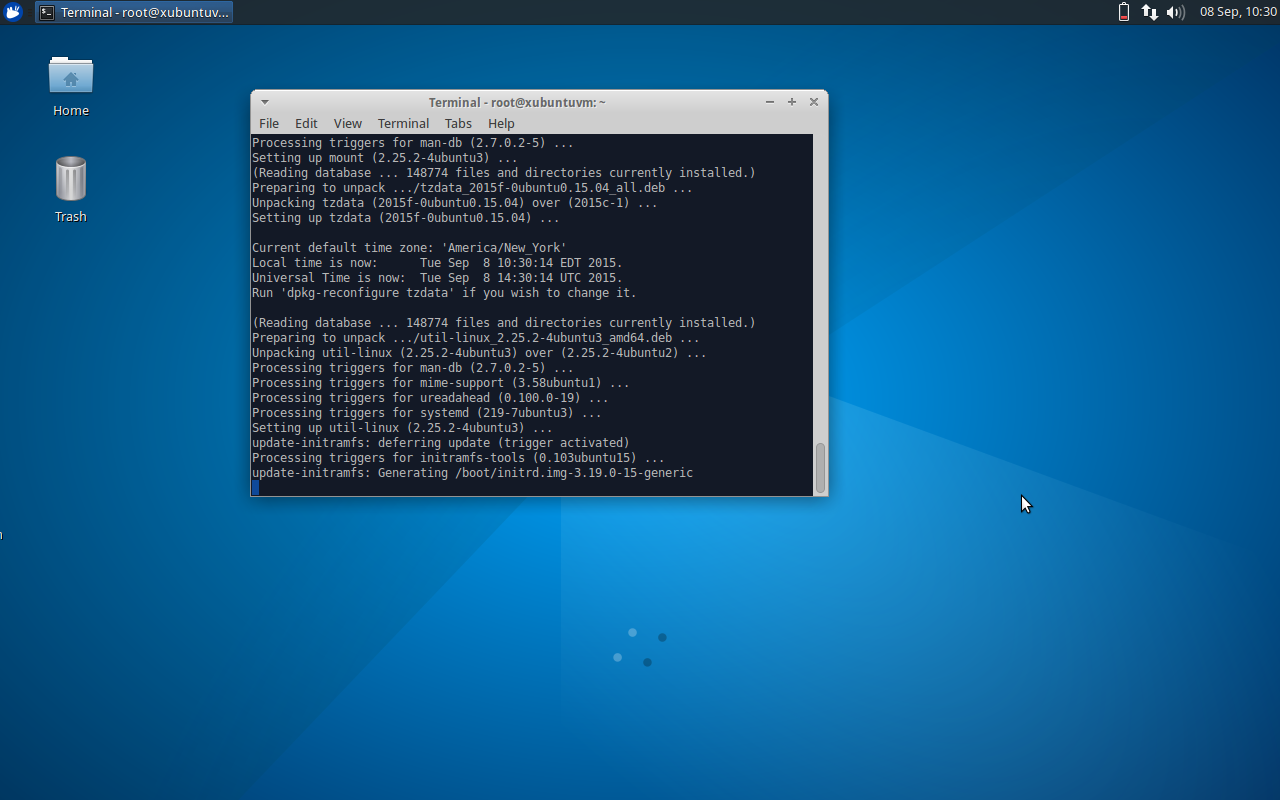 Terminal - root@xubuntuv...
08 Sep, 10:30
Home
Trash
Terminal - root@xubuntuvm: ~
File Edit View Terminal Tabs Help
Processing triggers for man-db (2.7.0.2-5) ...
Setting up mount (2.25.2-4ubuntu3) ...
(Reading database ... 148774 files and directories currently installed.)
Preparing to unpack .../tzdata_2015f-0ubuntu0.15.04_all.deb ...
Unpacking tzdata (2015f-0ubuntu0.15.04) over (2015c-1) ...
Setting up tzdata (2015f-0ubuntu0.15.04) ...
Current default time zone: 'America/New_York'
Local time is now:      Tue Sep  8 10:30:14 EDT 2015.
Universal Time is now:  Tue Sep  8 14:30:14 UTC 2015.
Run 'dpkg-reconfigure tzdata' if you wish to change it.
(Reading database ... 148774 files and directories currently installed.)
Preparing to unpack .../util-linux_2.25.2-4ubuntu3_amd64.deb ...
Unpacking util-linux (2.25.2-4ubuntu3) over (2.25.2-4ubuntu2) ...
Processing triggers for man-db (2.7.0.2-5) ...
Processing triggers for mime-support (3.58ubuntu1) ...
Processing triggers for ureadahead (0.100.0-19) ...
Processing triggers for systemd (219-7ubuntu3) ...
Setting up util-linux (2.25.2-4ubuntu3) ...
update-initramfs: deferring update (trigger activated)
Processing triggers for initramfs-tools (0.103ubuntu15) ...
update-initramfs: Generating /boot/initrd.img-3.19.0-15-generic